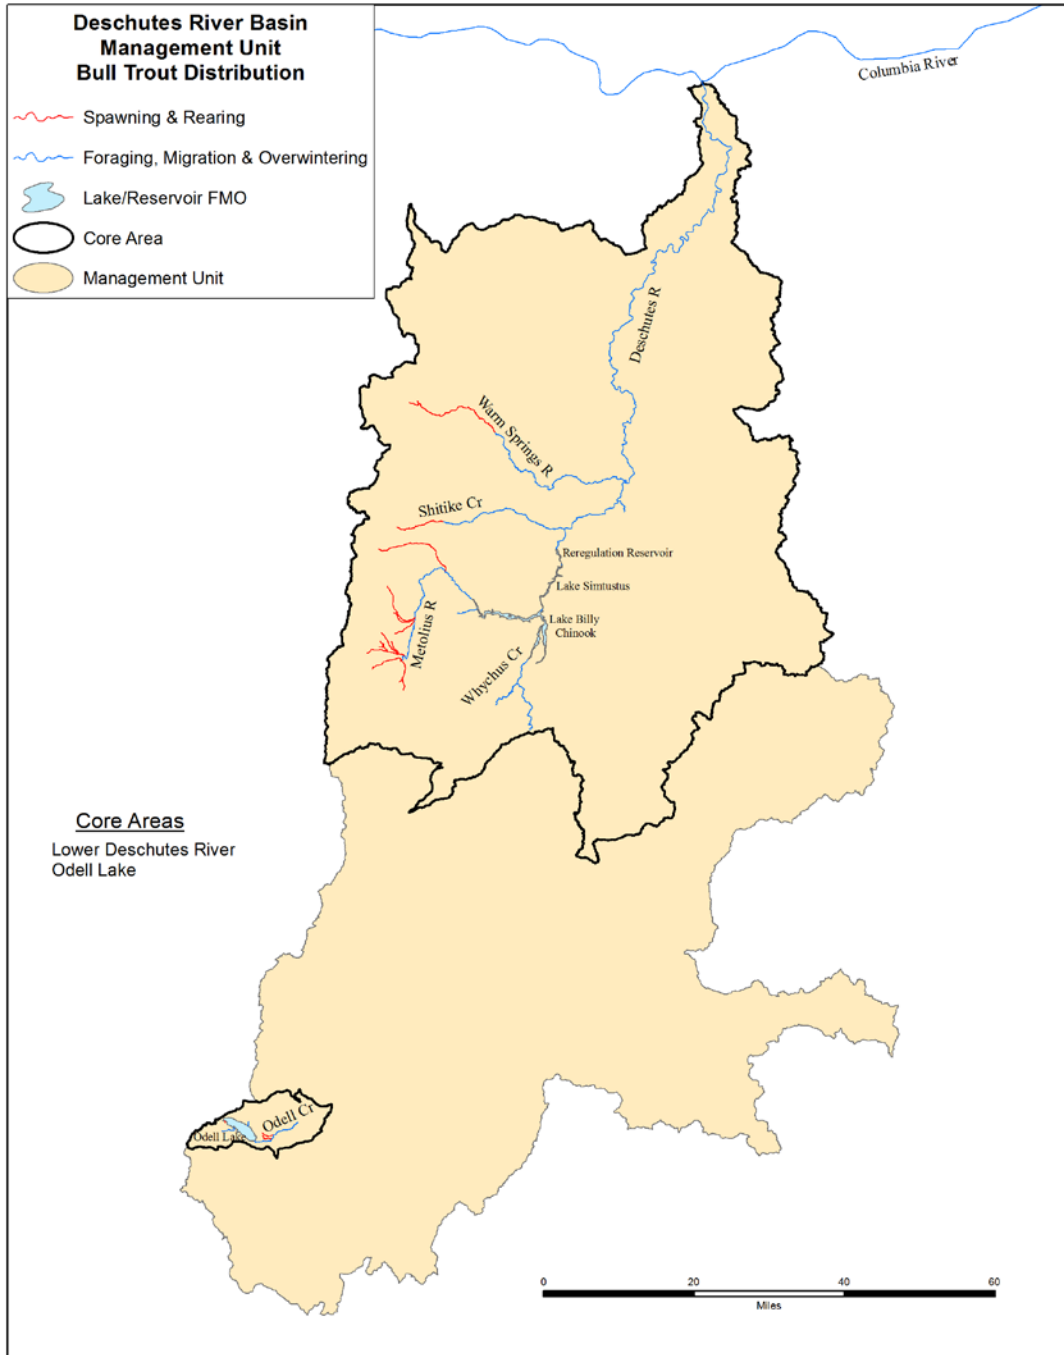 Deschutes River Basin
Management Unit
Bull Trout Distribution
Spawning & Rearing
Foraging, Migration & Overwintering
Lake/Reservoir FMO
Core Area
Management Unit
Columbia River
Deschutes R
Warm Springs R
Shitike Cr
Reregulation Reservoir
Lake Simtustus
Lake Billy
Chinook
Metolius R
Whychus Cr
Core Areas
Lower Deschutes River
Odell Lake
Odell Cr
Odell Lake
0
20
40
60
Miles